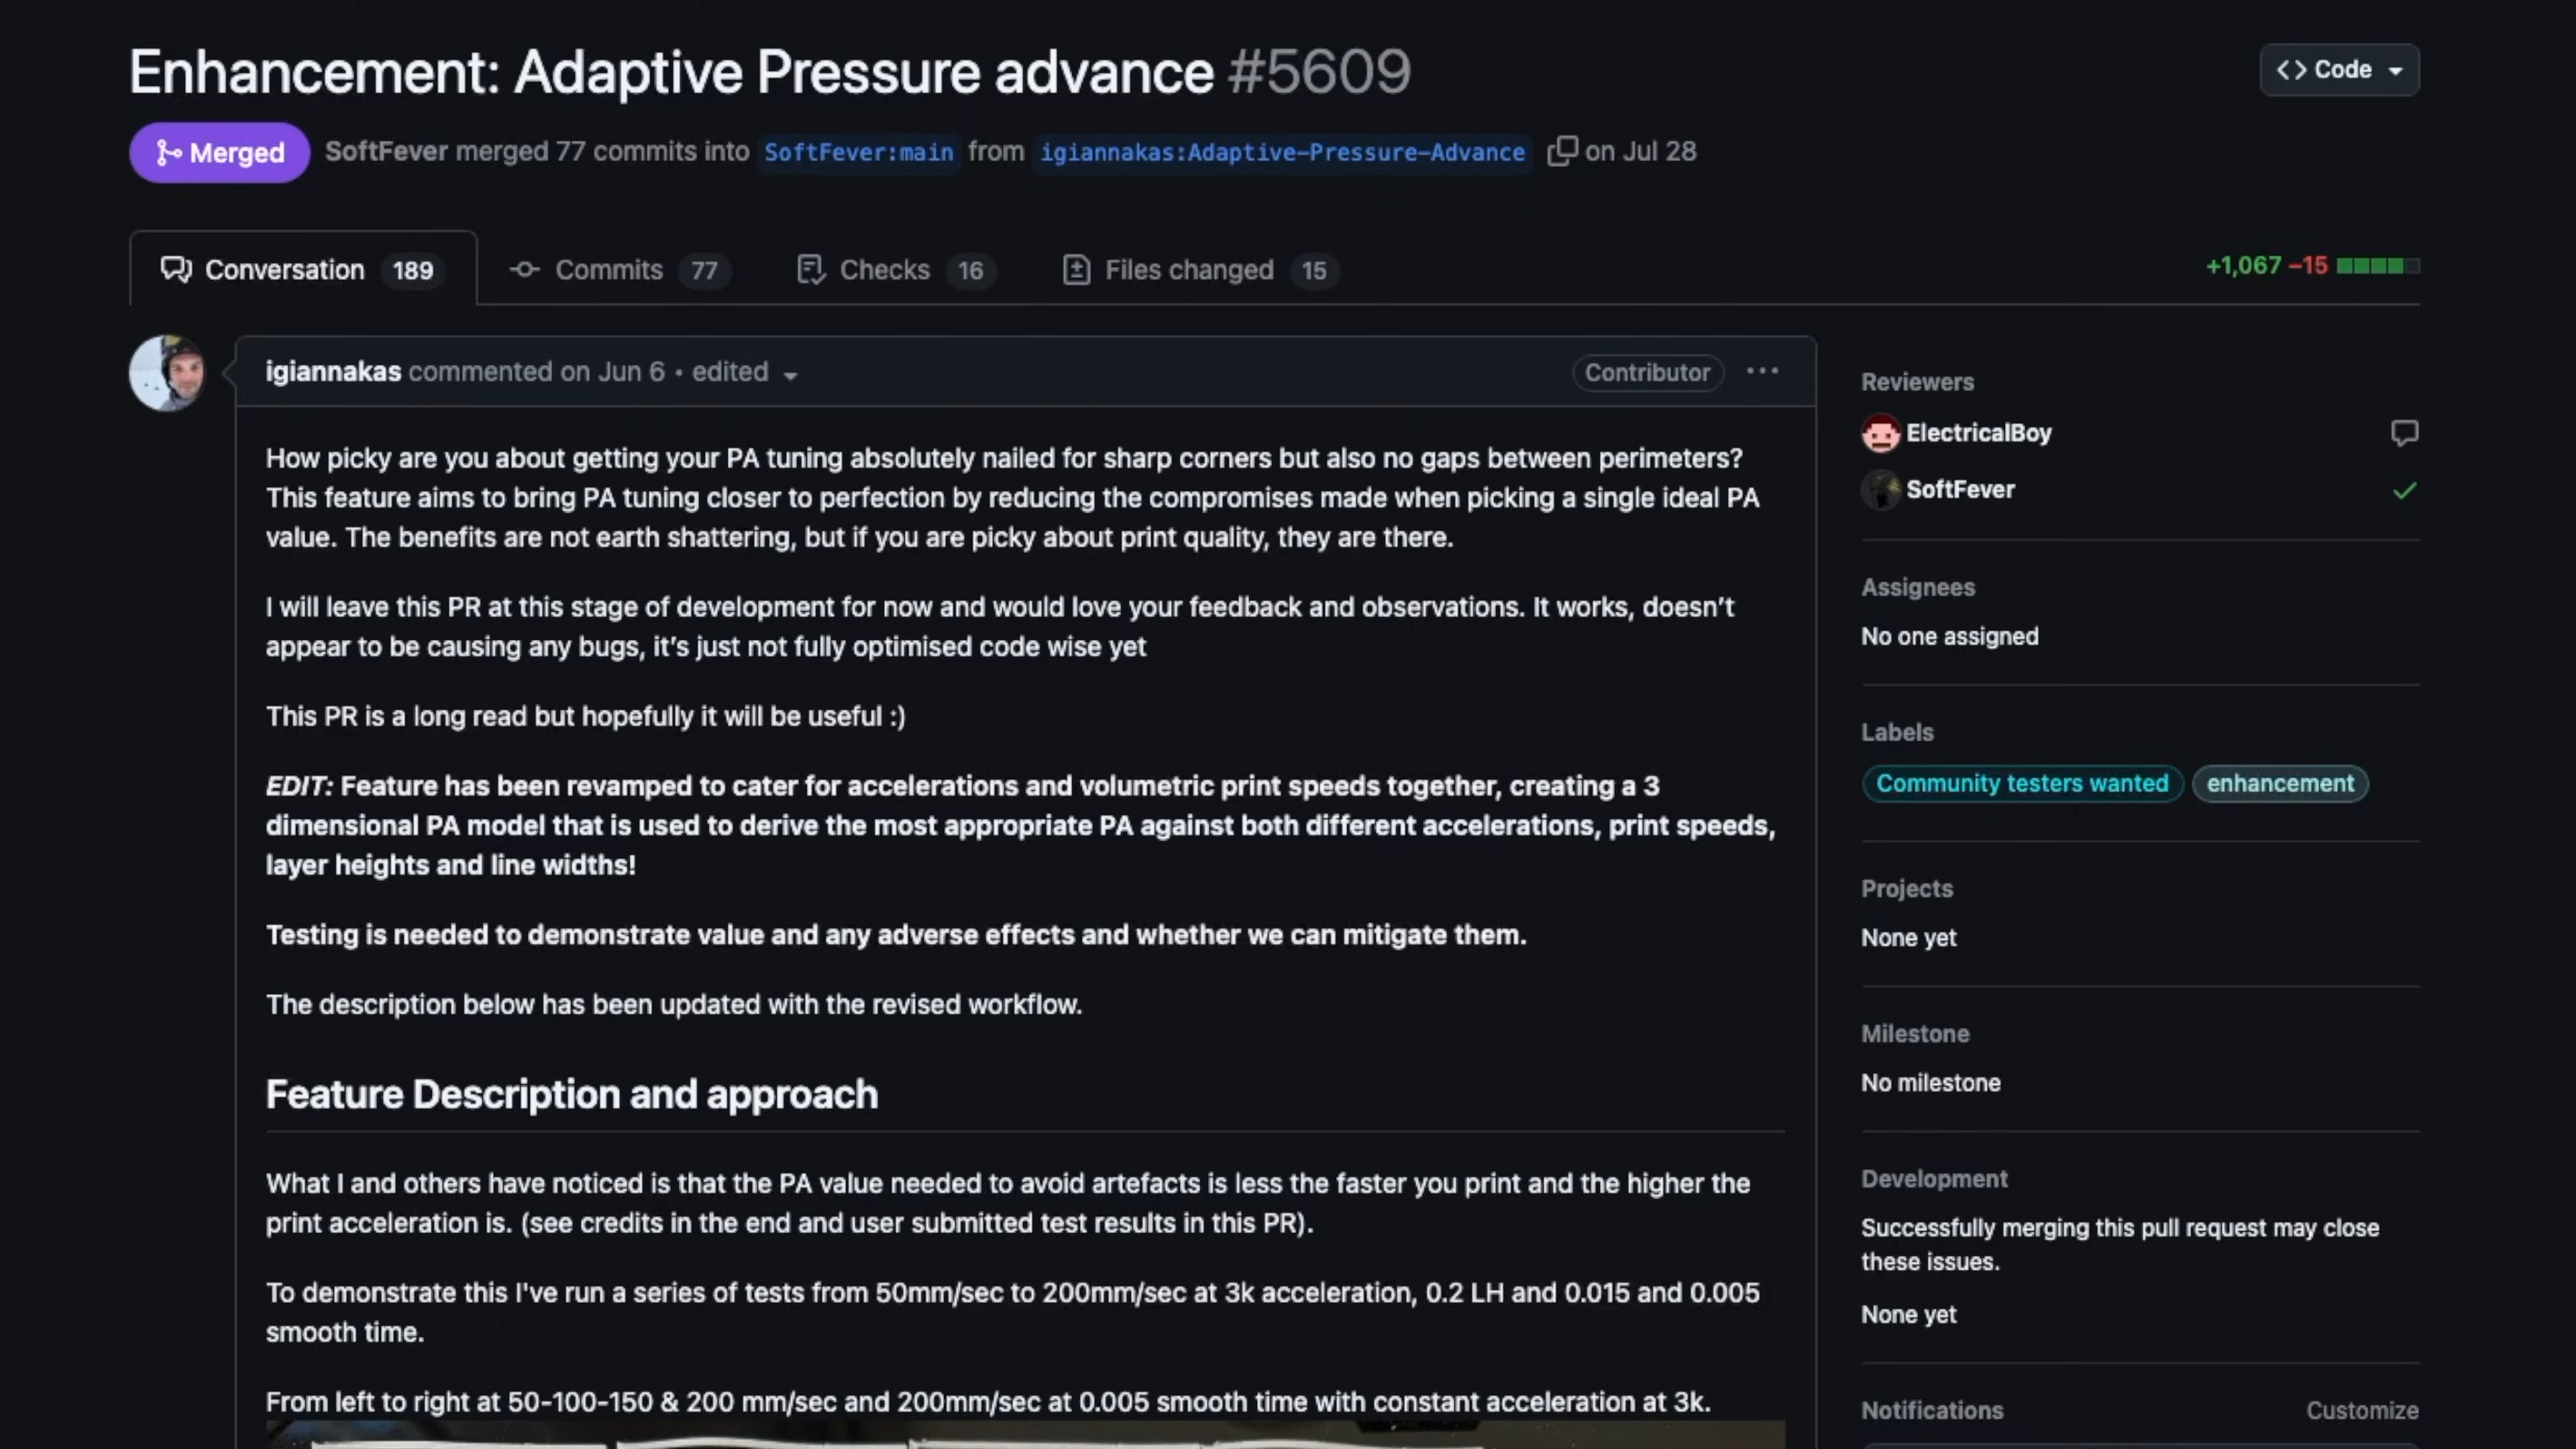 Enhancement: Adaptive Pressure advance #5609
Code
Merged
SoftFever merged 77 commits into SoftFever:main from igiannakas:Adaptive-Pressure-Advance on Jul 28
Conversation 189
Commits 77
Checks 16
Files changed 15
+1,067 −15
igiannakas commented on Jun 6 • edited
Contributor
How picky are you about getting your PA tuning absolutely nailed for sharp corners but also no gaps between perimeters?
This feature aims to bring PA tuning closer to perfection by reducing the compromises made when picking a single ideal PA
value. The benefits are not earth shattering, but if you are picky about print quality, they are there.
I will leave this PR at this stage of development for now and would love your feedback and observations. It works, doesn’t
appear to be causing any bugs, it’s just not fully optimised code wise yet
This PR is a long read but hopefully it will be useful :)
EDIT: Feature has been revamped to cater for accelerations and volumetric print speeds together, creating a 3
dimensional PA model that is used to derive the most appropriate PA against both different accelerations, print speeds,
layer heights and line widths!
Testing is needed to demonstrate value and any adverse effects and whether we can mitigate them.
The description below has been updated with the revised workflow.
Feature Description and approach
What I and others have noticed is that the PA value needed to avoid artefacts is less the faster you print and the higher the
print acceleration is. (see credits in the end and user submitted test results in this PR).
To demonstrate this I've run a series of tests from 50mm/sec to 200mm/sec at 3k acceleration, 0.2 LH and 0.015 and 0.005
smooth time.
From left to right at 50-100-150 & 200 mm/sec and 200mm/sec at 0.005 smooth time with constant acceleration at 3k.
Reviewers
ElectricalBoy
SoftFever
Assignees
No one assigned
Labels
Community testers wanted
enhancement
Projects
None yet
Milestone
No milestone
Development
Successfully merging this pull request may close
these issues.
None yet
Notifications
Customize